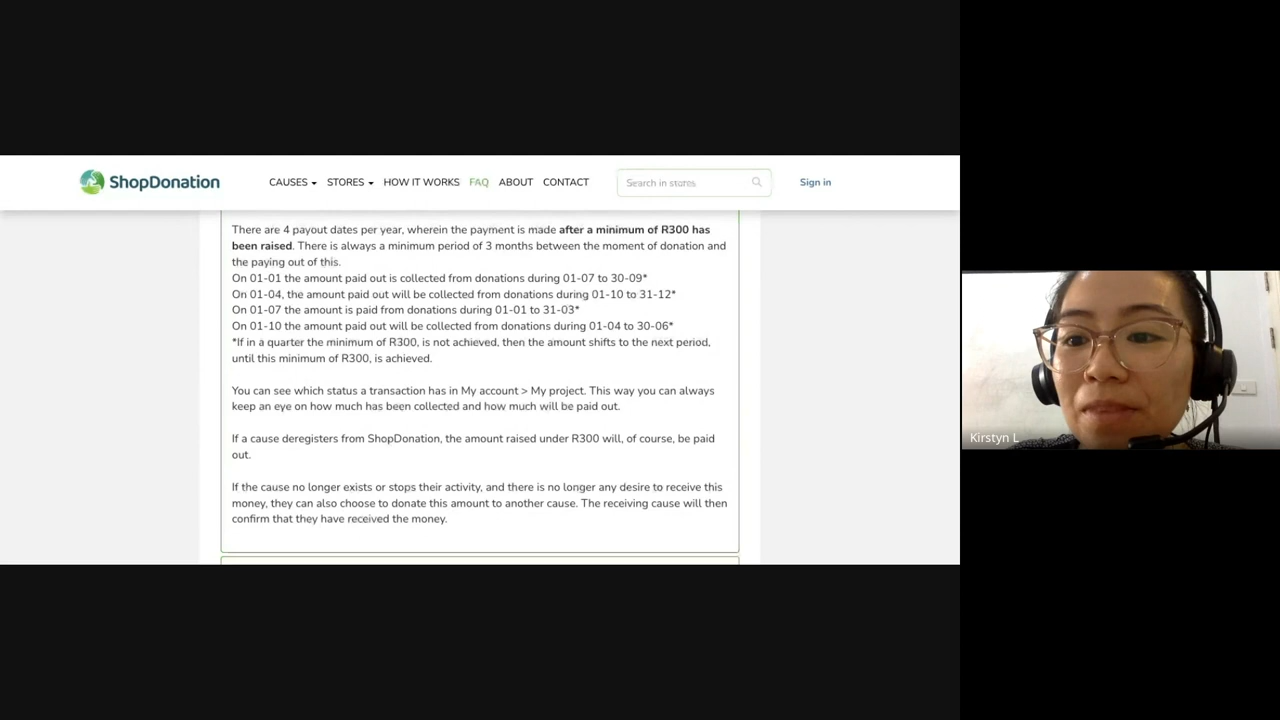 ShopDonation
CAUSES STORES HOW IT WORKS FAQ ABOUT CONTACT Search in stores Sign in
There are 4 payout dates per year, wherein the payment is made after a minimum of R300 has
been raised. There is always a minimum period of 3 months between the moment of donation and
the paying out of this.
On 01-01 the amount paid out is collected from donations during 01-07 to 30-09*
On 01-04, the amount paid out will be collected from donations during 01-10 to 31-12*
On 01-07 the amount is paid from donations during 01-01 to 31-03*
On 01-10 the amount paid out will be collected from donations during 01-04 to 30-06*
*If in a quarter the minimum of R300, is not achieved, then the amount shifts to the next period,
until this minimum of R300, is achieved.
You can see which status a transaction has in My account > My project. This way you can always
keep an eye on how much has been collected and how much will be paid out.
If a cause deregisters from ShopDonation, the amount raised under R300 will, of course, be paid
out.
If the cause no longer exists or stops their activity, and there is no longer any desire to receive this
money, they can also choose to donate this amount to another cause. The receiving cause will then
confirm that they have received the money.
Kirstyn L